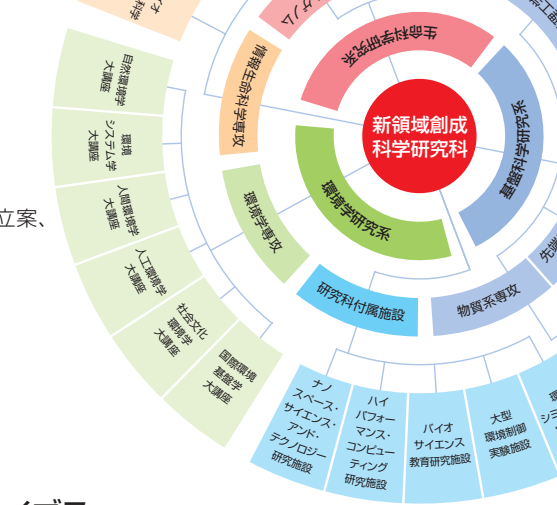 新領域創成
科学研究科
生命科学研究系
基盤科学研究系
環境学研究系
情報生命科学専攻
環境学専攻
研究科付属施設
物質系専攻
先端
ゲノム
科学
自然環境学
大講座
環境
システム学
大講座
人間環境学
大講座
人工環境学
大講座
社会文化
環境学
大講座
国際環境
基盤学
大講座
ナノ
スペース・
サイエンス・
アンド・
テクノロジー
研究施設
ハイ
パフォー
マンス・
コンピュー
ティング
研究施設
バイオ
サイエンス
教育研究施設
大型
環境制御
実験施設
立案、